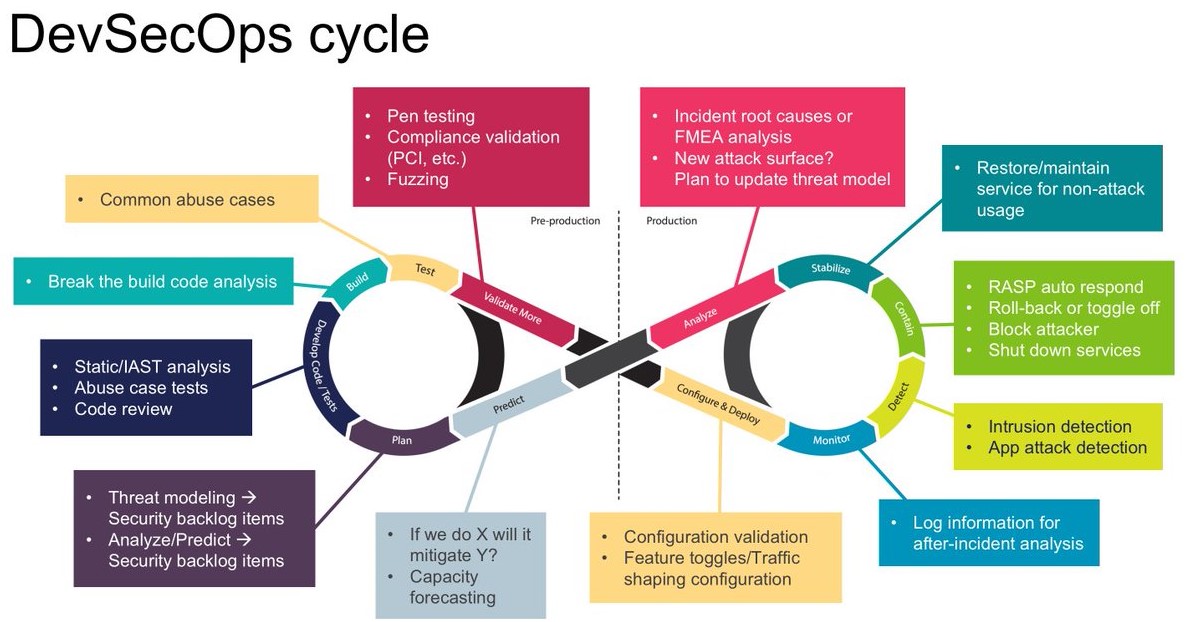 DevSecOps cycle
• Pen testing
• Compliance validation
(PCI, etc.)
• Fuzzing
• Incident root causes or
FMEA analysis
• New attack surface?
Plan to update threat model
• Restore/maintain
service for non-attack
usage
• Common abuse cases
Pre-production
Production
• Break the build code analysis
Build
Test
Validate More
Analyze
Stabilize
Contain
• RASP auto respond
• Roll-back or toggle off
• Block attacker
• Shut down services
• Static/IAST analysis
• Abuse case tests
• Code review
Develop Code / Tests
Plan
Predict
Configure & Deploy
Monitor
Detect
• Intrusion detection
• App attack detection
• Threat modeling →
Security backlog items
• Analyze/Predict →
Security backlog items
• If we do X will it
mitigate Y?
• Capacity
forecasting
• Configuration validation
• Feature toggles/Traffic
shaping configuration
• Log information for
after-incident analysis